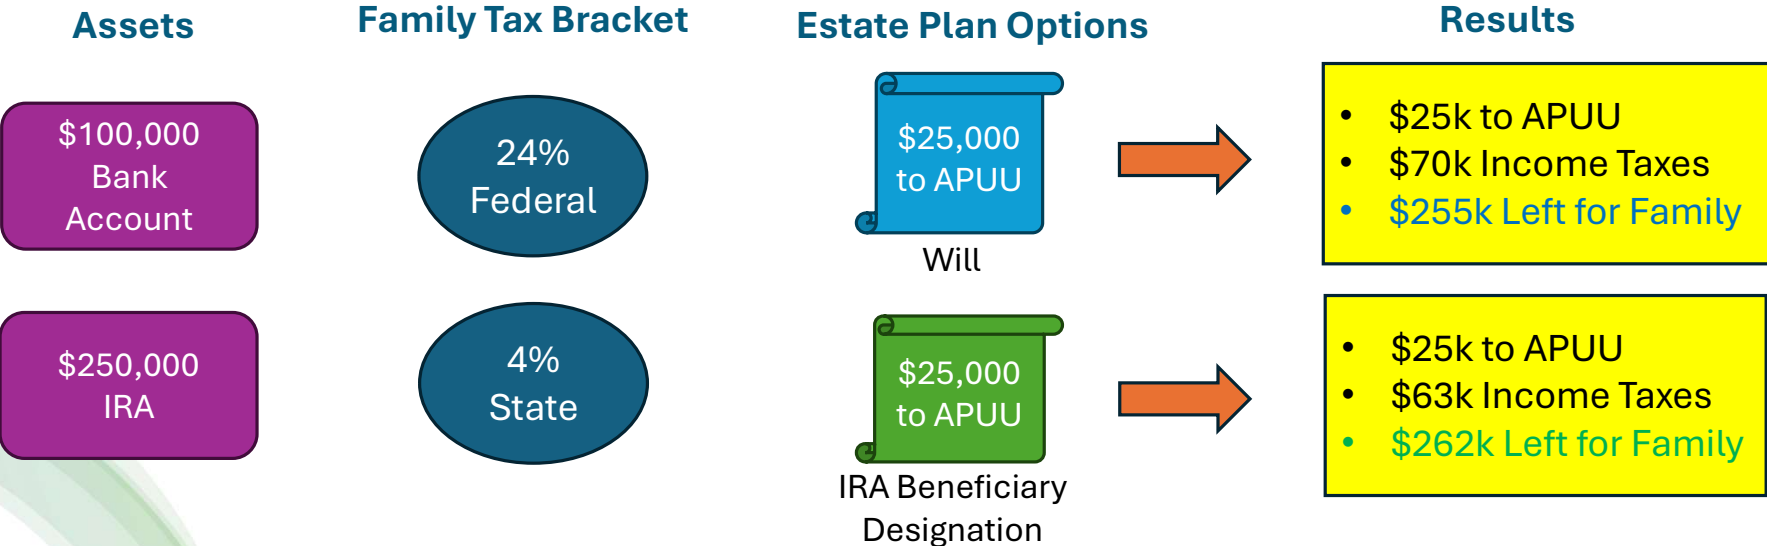 Assets
Family Tax Bracket
Estate Plan Options
Results
$100,000
Bank
Account
24%
Federal
$25,000
to APUU
Will
• $25k to APUU
• $70k Income Taxes
• $255k Left for Family
$250,000
IRA
4%
State
$25,000
to APUU
IRA Beneficiary
Designation
• $25k to APUU
• $63k Income Taxes
• $262k Left for Family